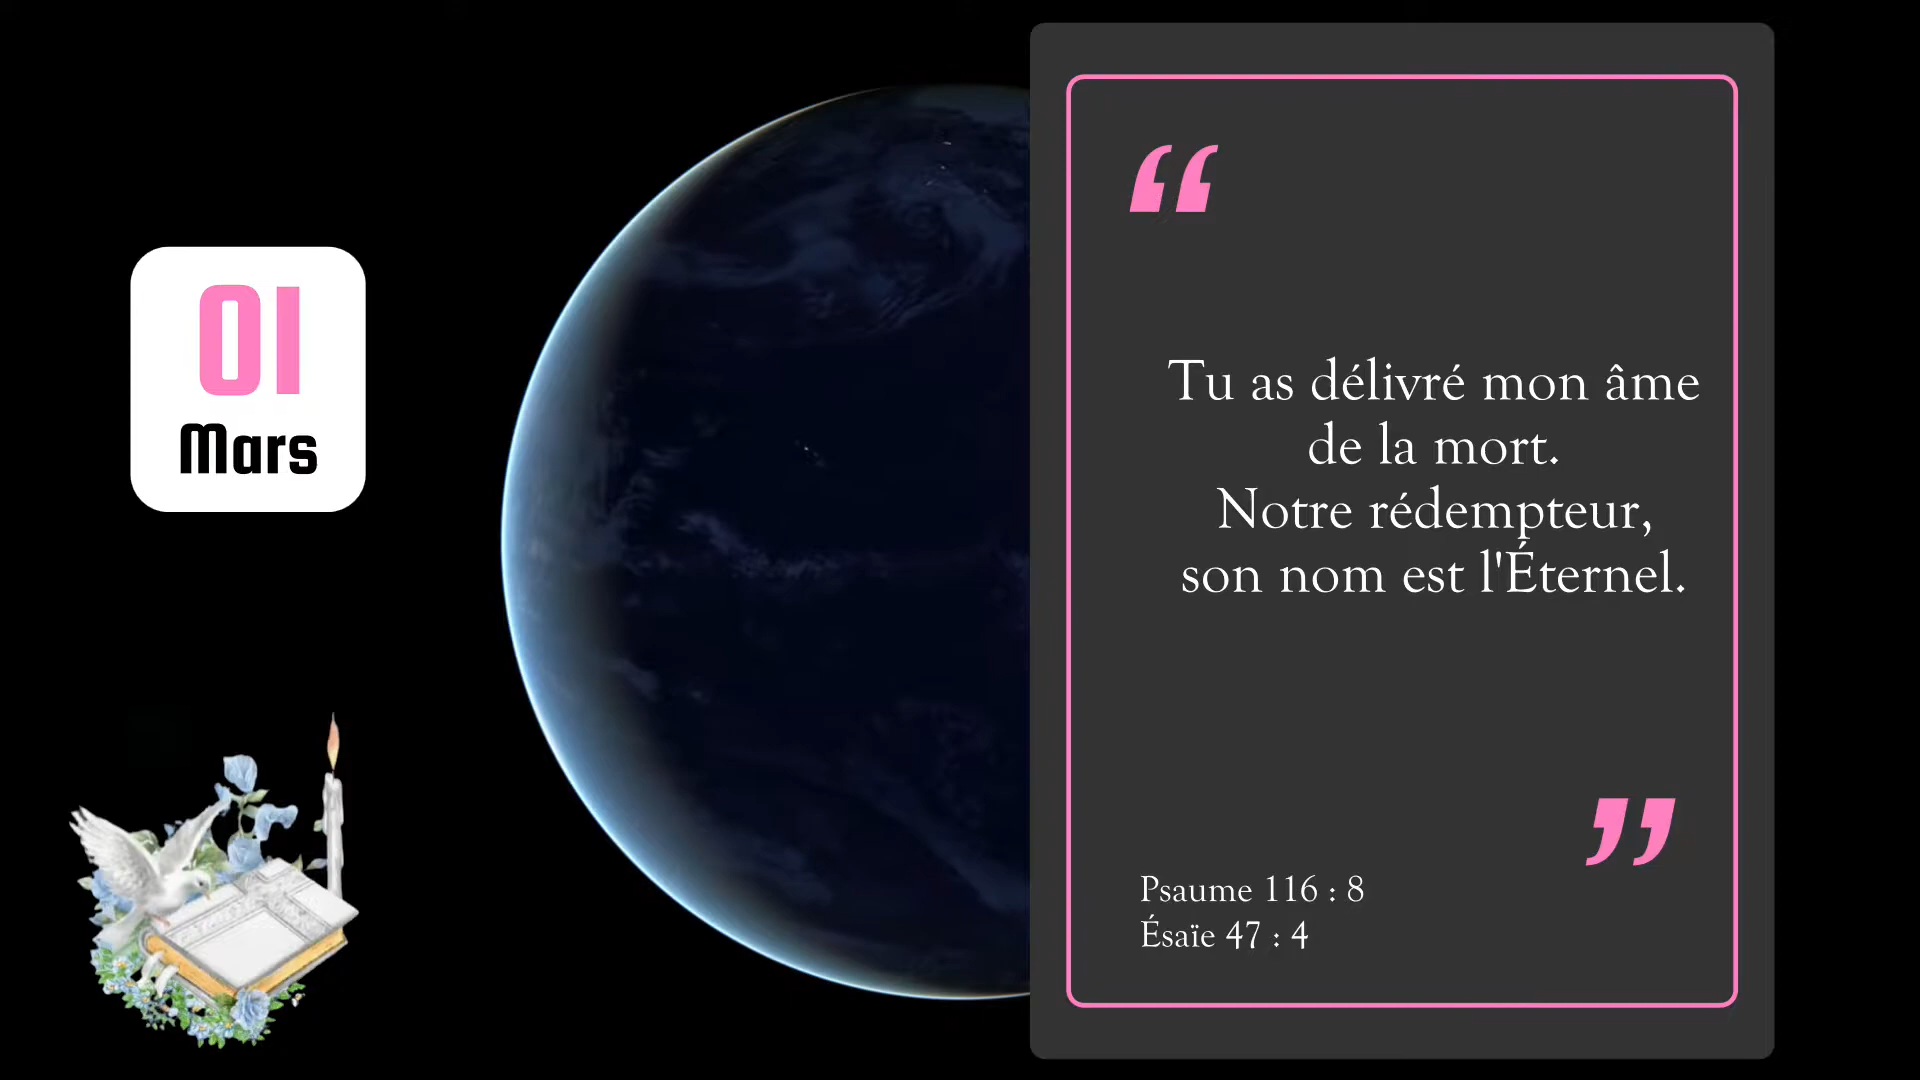 01
Mars
“
Tu as délivré mon âme
de la mort.
Notre rédempteur,
son nom est l'Éternel.
”
Psaume 116 : 8
Ésaïe 47 : 4